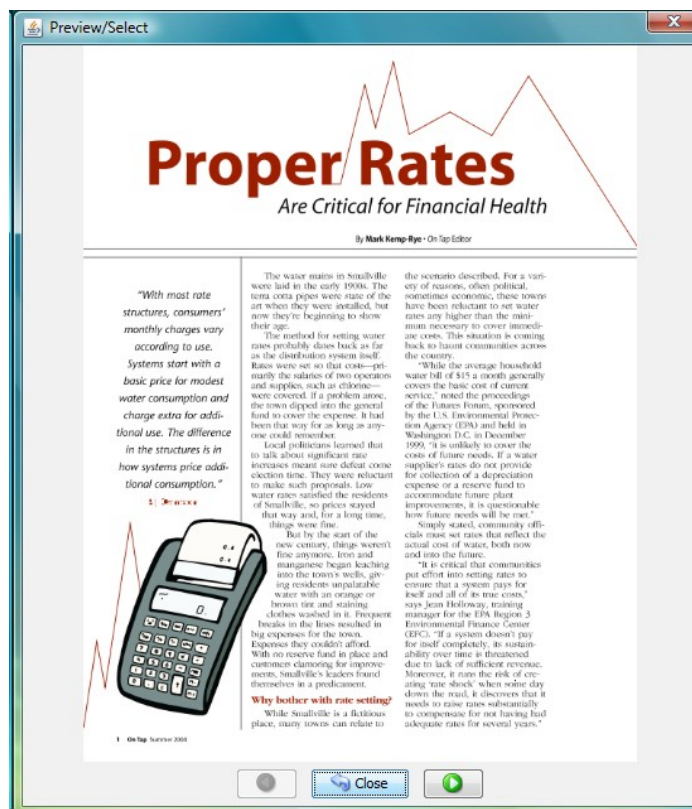 Preview/Select
Proper Rates
Are Critical for Financial Health
By Mark Kemp-Rye • On Tap Editor
"With most rate
structures, consumers'
monthly charges vary
according to use.
Systems start with a
basic price for modest
water consumption and
charge extra for addi-
tional use. The difference
in the structures is in
how systems price addi-
tional consumption."
The water mains in Smallville
were laid in the early 1900s. The
terra cotta pipes were state of the
art when they were installed, but
now they're beginning to show
their age.
The method for setting water
rates probably dates back as far
as the distribution system itself.
Rates were set so that costs—pri-
marily the salaries of two operators
and supplies, such as chlorine—
were covered. If a problem arose,
the town dipped into the general
fund to cover the expense. It had
been that way for as long as any-
one could remember.
Local politicians learned that
to talk about significant rate
increases meant sure defeat come
election time. They were reluctant
to make such proposals. Low
water rates satisfied the residents
of Smallville, so prices stayed
that way and, for a long time,
things were fine.
But by the start of the
new century, things weren't
fine anymore. Iron and
manganese began leaching
into the town's wells, giv-
ing residents unpalatable
water with an orange or
brown tint and staining
clothes washed in it. Frequent
breaks in the lines resulted in
big expenses for the town.
Expenses they couldn't afford.
With no reserve fund in place and
customers clamoring for improve-
ments, Smallville's leaders found
themselves in a predicament.
Why bother with rate setting?
While Smallville is a fictitious
place, many towns can relate to
the scenario described. For a vari-
ety of reasons, often political,
sometimes economic, these towns
have been reluctant to set water
rates any higher than the mini-
mum necessary to cover immedi-
ate costs. This situation is coming
back to haunt communities across
the country.
"While the average household
water bill of $15 a month generally
covers the basic cost of current
service," noted the proceedings
of the Futures Forum, sponsored
by the U.S. Environmental Protec-
tion Agency (EPA) and held in
Washington D.C. in December
1999, "it is unlikely to cover the
costs of future needs. If a water
supplier's rates do not provide
for collection of a depreciation
expense or a reserve fund to
accommodate future plant
improvements, it is questionable
how future needs will be met."
Simply stated, community offi-
cials must set rates that reflect the
actual cost of water, both now
and into the future.
"It is critical that communities
put effort into setting rates to
ensure that a system pays for
itself and all of its true costs,"
says Jean Holloway, training
manager for the EPA Region 3
Environmental Finance Center
(EFC). "If a system doesn't pay
for itself completely, its sustain-
ability over time is threatened
due to lack of sufficient revenue.
Moreover, it runs the risk of cre-
ating 'rate shock' when some day
down the road, it discovers that it
needs to raise rates substantially
to compensate for not having had
adequate rates for several years."
0.
1 On Tap Summer 2004
Close